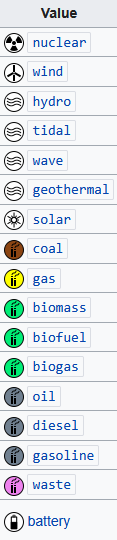 Value
nuclear
wind
hydro
tidal
wave
geothermal
solar
coal
gas
biomass
biofuel
biogas
oil
diesel
gasoline
waste
battery